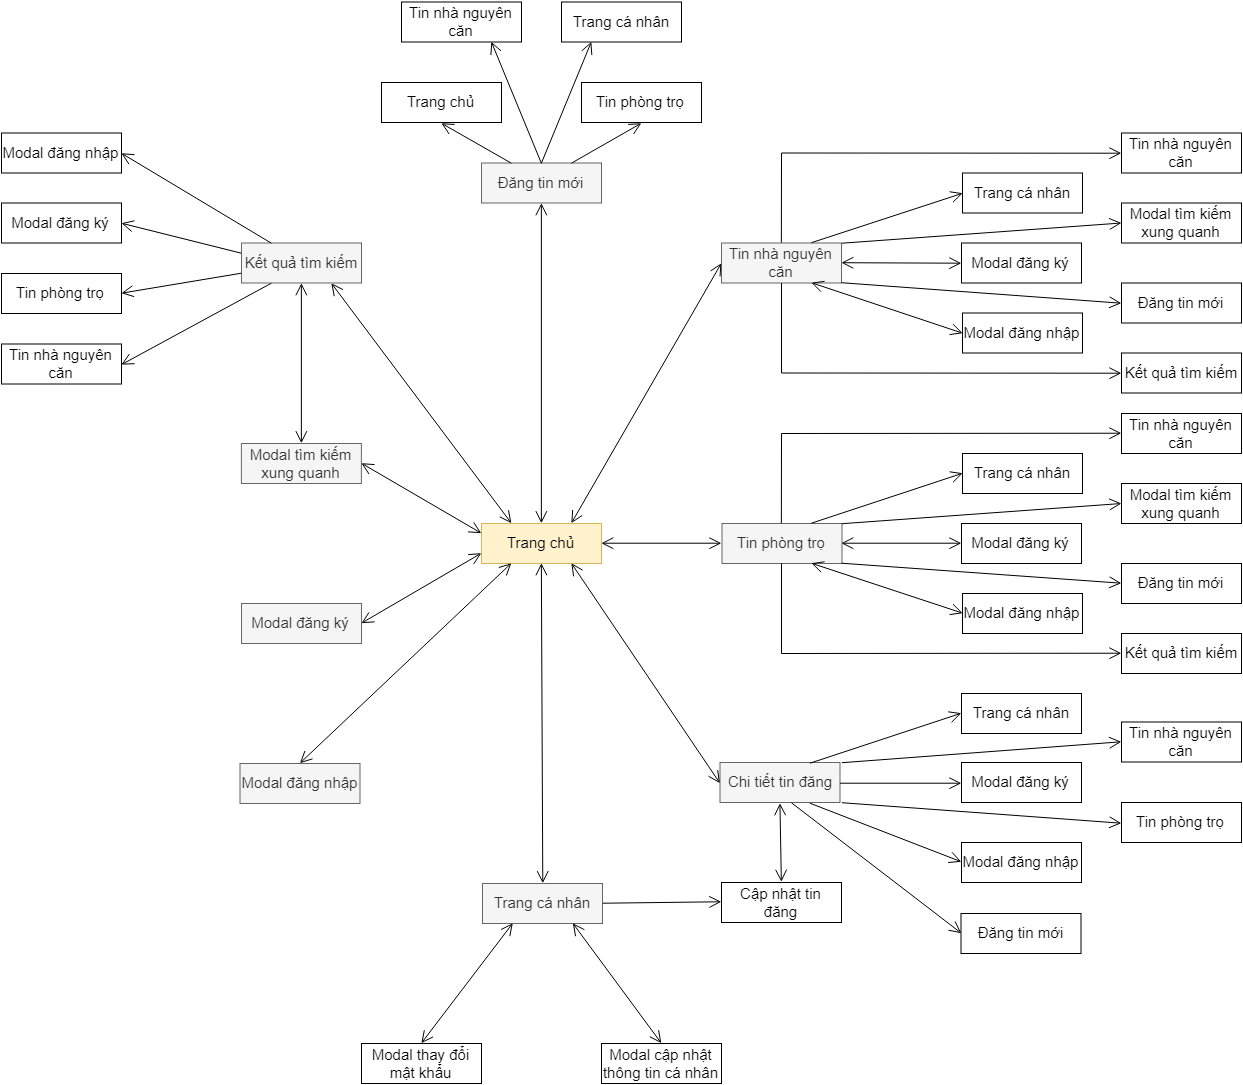 Tin nhà nguyên
căn
Trang cá nhân
Trang chủ
Tin phòng trọ
Đăng tin mới
Modal đăng nhập
Modal đăng ký
Tin phòng trọ
Tin nhà nguyên
căn
Kết quả tìm kiếm
Modal tìm kiếm
xung quanh
Trang chủ
Modal đăng ký
Modal đăng nhập
Tin nhà nguyên
căn
Tin nhà nguyên
căn
Trang cá nhân
Modal tìm kiếm
xung quanh
Modal đăng ký
Đăng tin mới
Modal đăng nhập
Kết quả tìm kiếm
Tin phòng trọ
Tin nhà nguyên
căn
Trang cá nhân
Modal tìm kiếm
xung quanh
Modal đăng ký
Đăng tin mới
Modal đăng nhập
Kết quả tìm kiếm
Chi tiết tin đăng
Trang cá nhân
Tin nhà nguyên
căn
Modal đăng ký
Tin phòng trọ
Modal đăng nhập
Đăng tin mới
Trang cá nhân
Cập nhật tin
đăng
Modal thay đổi
mật khẩu
Modal cập nhật
thông tin cá nhân